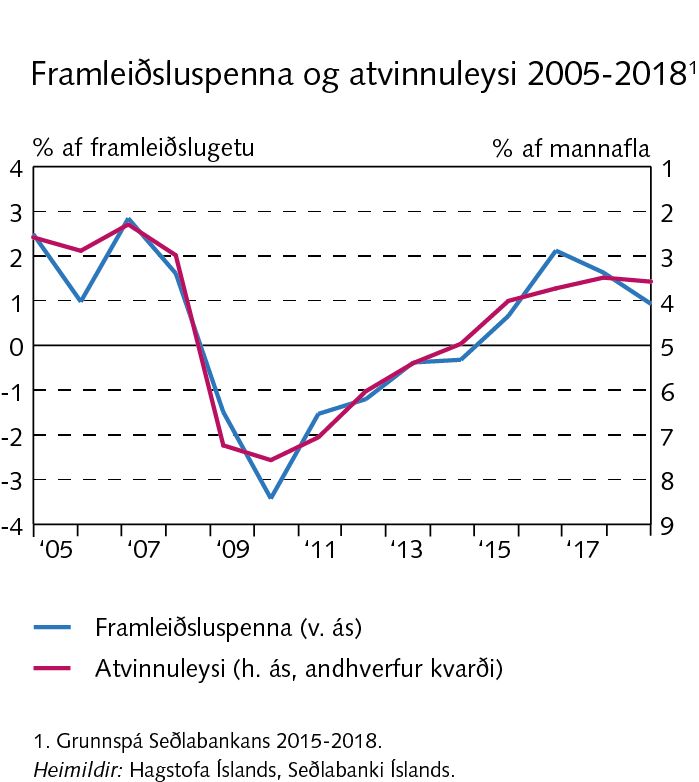 Framleiðsluspenna og atvinnuleysi 2005-2018¹
% af framleiðslugetu % af mannafla
4 1
3 2
2 3
1 4
0 5
-1 6
-2 7
-3 8
-4 9
‘05 ‘07 ‘09 ‘11 ‘13 ‘15 ‘17
Framleiðsluspenna (v. ás)
Atvinnuleysi (h. ás, andhverfur kvarði)
1. Grunnspá Seðlabankans 2015-2018.
Heimildir: Hagstofa Íslands, Seðlabanki Íslands.